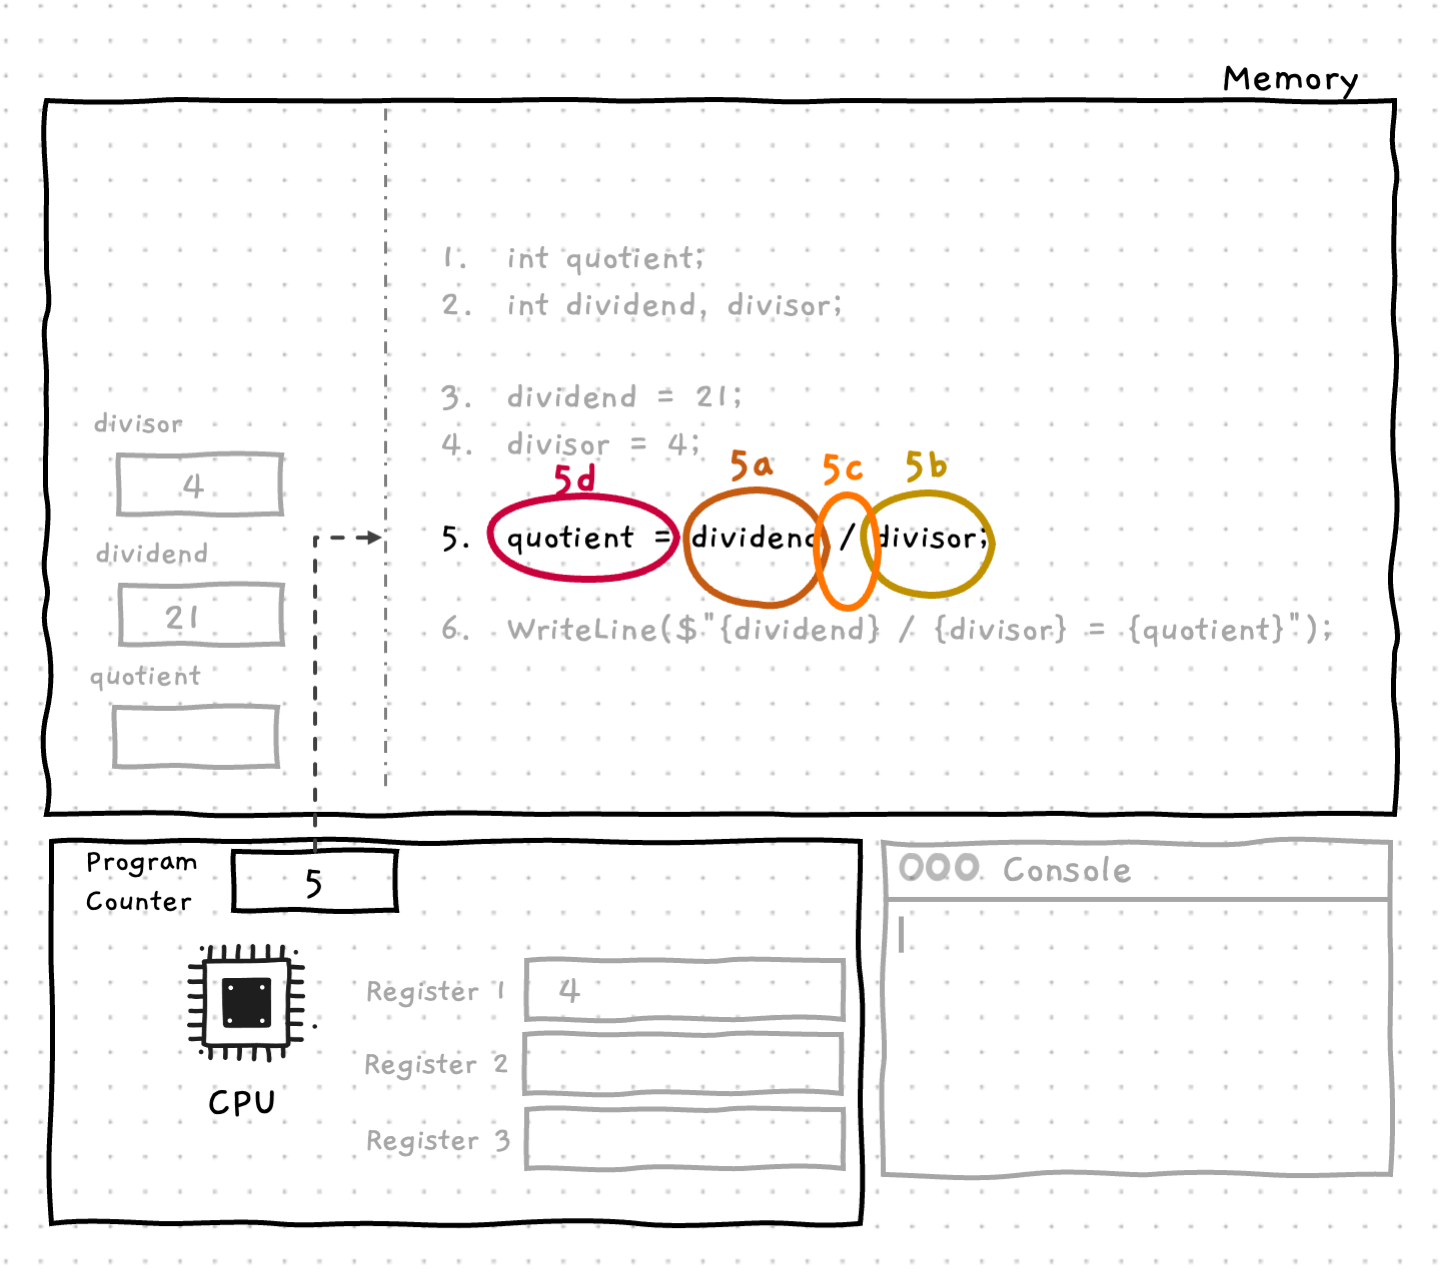 Memory
1. int quotient;
2. int dividend, divisor;
3. dividend = 21;
4. divisor = 4;
5d 5a 5c 5b
5. quotient = dividend / divisor;
6. WriteLine($"{dividend} / {divisor} = {quotient}");
divisor
4
dividend
21
quotient
Program
Counter
5
CPU
Register 1 4
Register 2
Register 3
Console